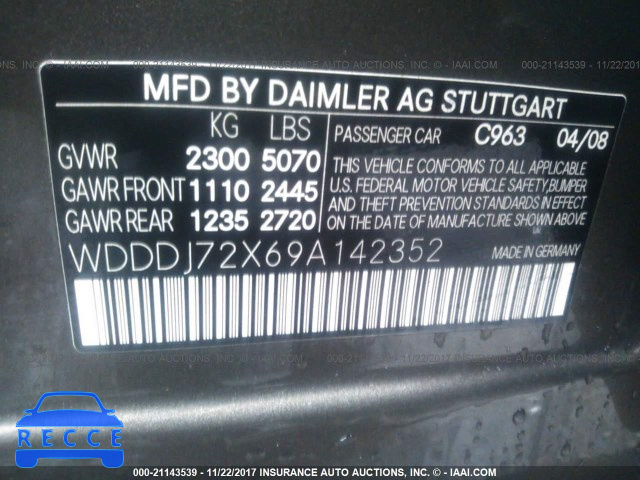 000-21143539 - 11/22/2017 INSURANCE AUTO AUCTIONS, INC. - © IAAI.COM
MFD BY DAIMLER AG STUTTGART
KG LBS
GVWR 2300 5070
GAWR FRONT 1110 2445
GAWR REAR 1235 2720
PASSENGER CAR C963 04/08
THIS VEHICLE CONFORMS TO ALL APPLICABLE
U.S. FEDERAL MOTOR VEHICLE SAFETY, BUMPER
AND THEFT PREVENTION STANDARDS IN EFFECT
ON THE DATE OF MANUFACTURE SHOWN ABOVE.
WDDDJ72X69A142352
MADE IN GERMANY
RECCE
000-21143539 - 11/22/2017 INSURANCE AUTO AUCTIONS, INC. - © IAAI.COM